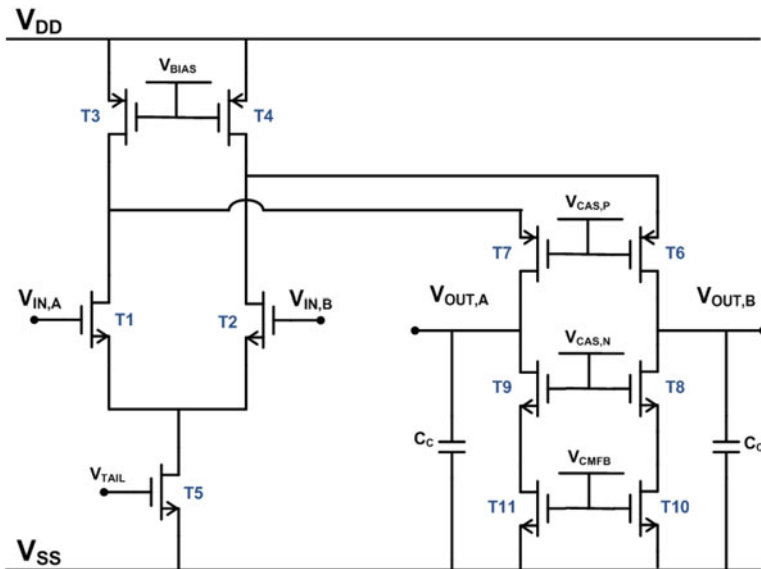 VDD
VBIAS
T3
T4
VCAS,P
T7
T6
VIN,A
T1
T2
VIN,B
VOUT,A
VOUT,B
VCAS,N
T9
T8
CC
CC
VTAIL
T5
VCMFB
T11
T10
VSS